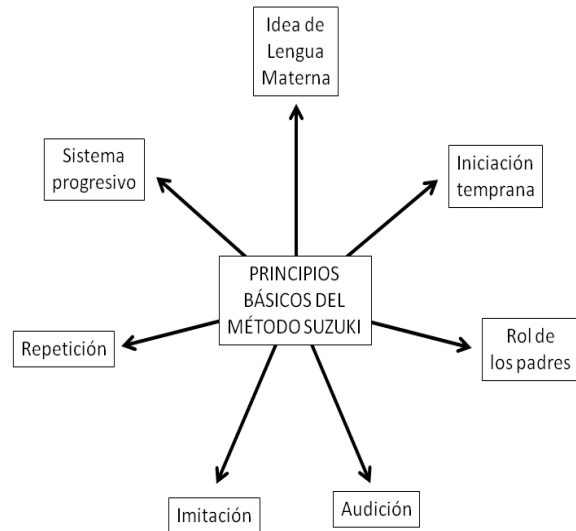 Idea de
Lengua
Materna
Sistema
progresivo
Iniciación
temprana
PRINCIPIOS
BÁSICOS DEL
MÉTODO SUZUKI
Repetición
Rol de
los padres
Imitación
Audición